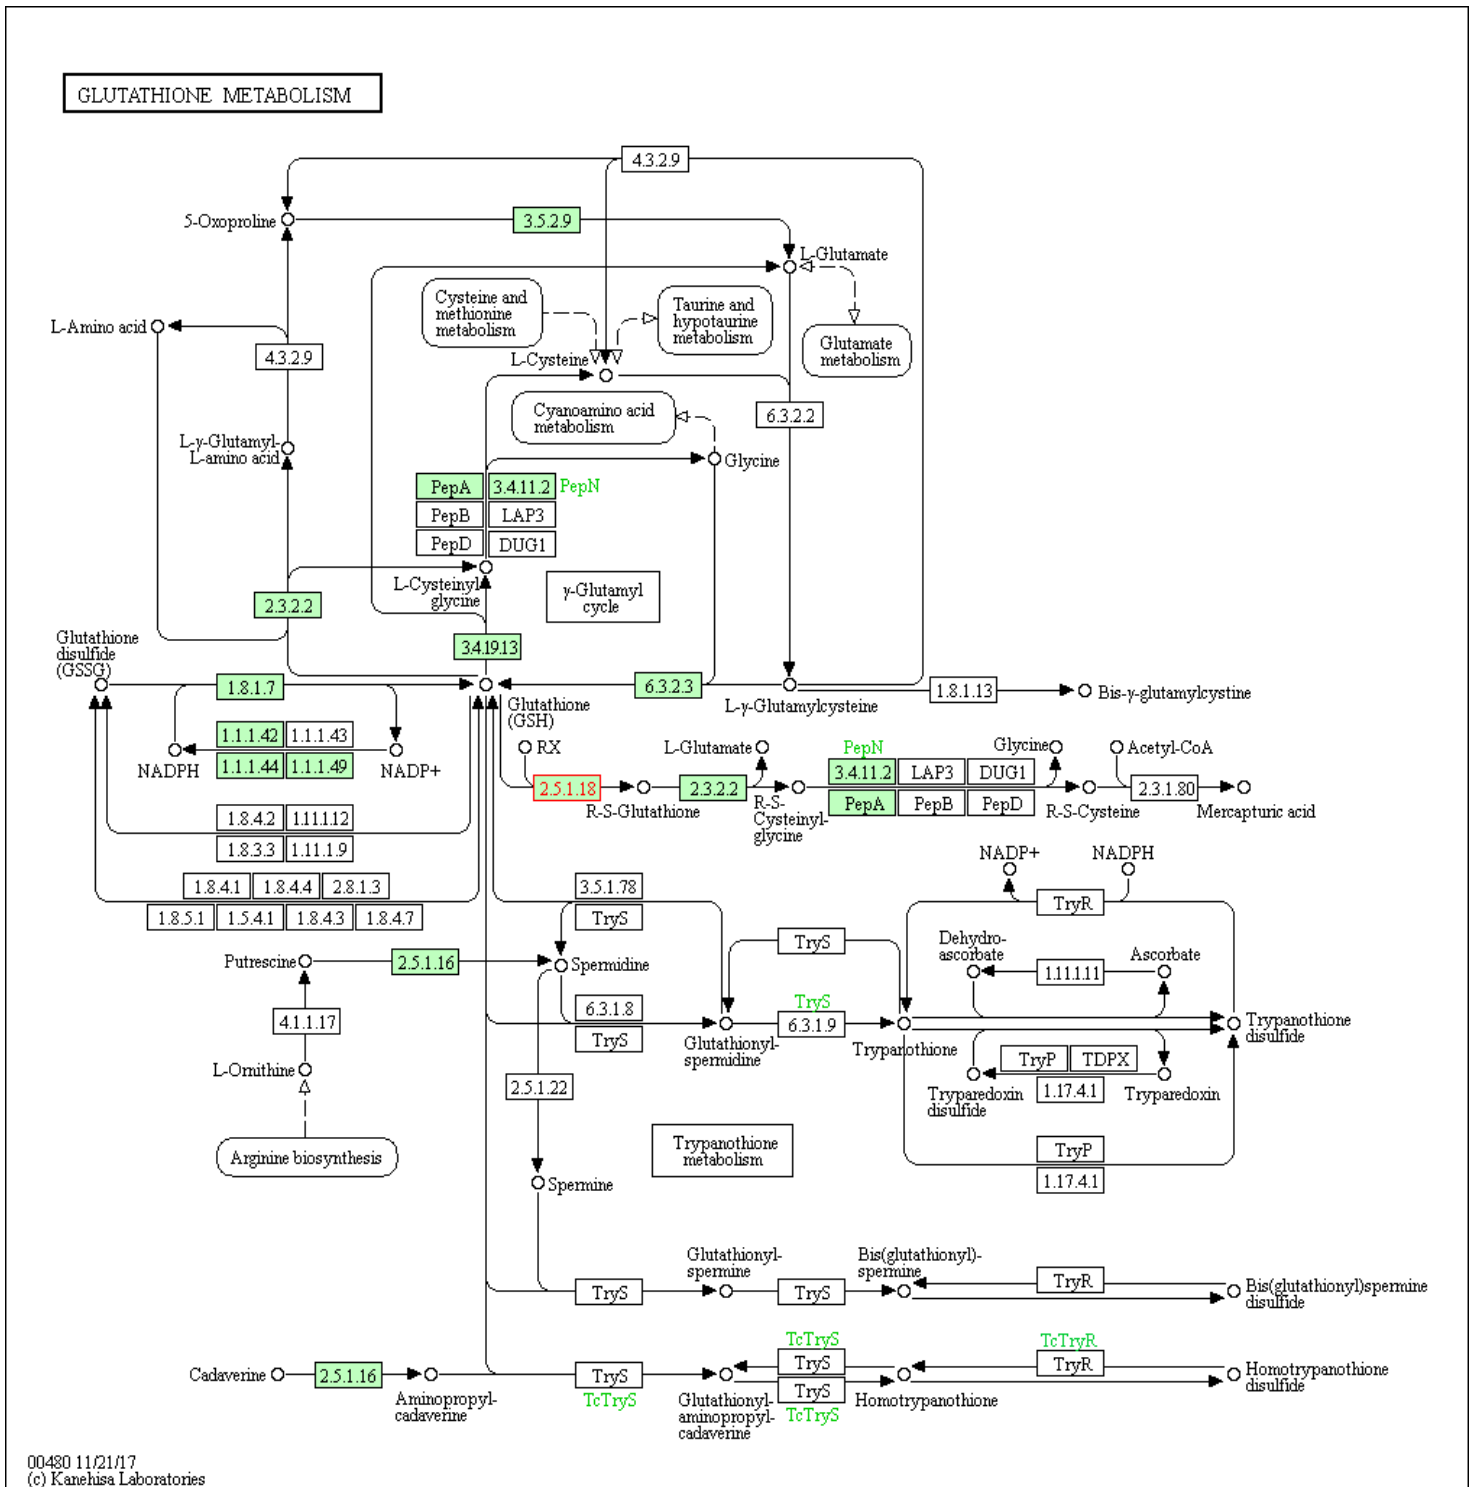 GLUTATHIONE METABOLISM
4.3.2.9
5-Oxoproline
3.5.2.9
L-Glutamate
Cysteine and
methionine
metabolism
Taurine and
hypotaurine
metabolism
L-Amino acid
4.3.2.9
L-Cysteine
Glutamate
metabolism
Cyanoamino acid
metabolism
6.3.2.2
L-γ-Glutamyl-
L-amino acid
Glycine
PepA
3.4.11.2
PepN
PepB
LAP3
PepD
DUG1
L-Cysteinyl
glycine
γ-Glutamyl
cycle
2.3.2.2
3.4.19.13
Glutathione
disulfide
(GSSG)
1.8.1.7
Glutathione
(GSH)
6.3.2.3
L-γ-Glutamylcysteine
1.8.1.13
Bis-γ-glutamylcystine
1.1.1.42
1.1.1.43
1.1.1.44
1.1.1.49
NADPH
NADP+
RX
L-Glutamate
PepN
Glycine
Acetyl-CoA
2.5.1.18
R-S-Glutathione
2.3.2.2
R-S-
Cysteinyl-
glycine
3.4.11.2
LAP3
DUG1
PepA
PepB
PepD
R-S-Cysteine
2.3.1.80
Mercapturic acid
1.8.4.2
1.11.1.12
1.8.3.3
1.11.1.9
1.8.4.1
1.8.4.4
2.8.1.3
1.8.5.1
1.5.4.1
1.8.4.3
1.8.4.7
3.5.1.78
TryS
NADP+
NADPH
TryR
Putrescine
2.5.1.16
Spermidine
TryS
Dehydro-
ascorbate
1.11.1.11
Ascorbate
4.1.1.17
6.3.1.8
TryS
TryS
6.3.1.9
Glutathionyl-
spermidine
Trypanothione
Trypanothione
disulfide
L-Ornithine
2.5.1.22
TryP
TDPX
1.17.4.1
Tryparedoxin
disulfide
Tryparedoxin
Arginine biosynthesis
Trypanothione
metabolism
TryP
1.17.4.1
Spermine
TryS
Glutathionyl-
spermine
TryS
Bis(glutathionyl)-
spermine
TryR
Bis(glutathionyl)spermine
disulfide
Cadaverine
2.5.1.16
Aminopropyl-
cadaverine
TryS
TcTryS
Glutathionyl-
aminopropyl-
cadaverine
TcTryS
TryS
TryS
TcTryS
Homotrypanothione
TcTryR
TryR
Homotrypanothione
disulfide
00480 11/21/17
(c) Kanehisa Laboratories